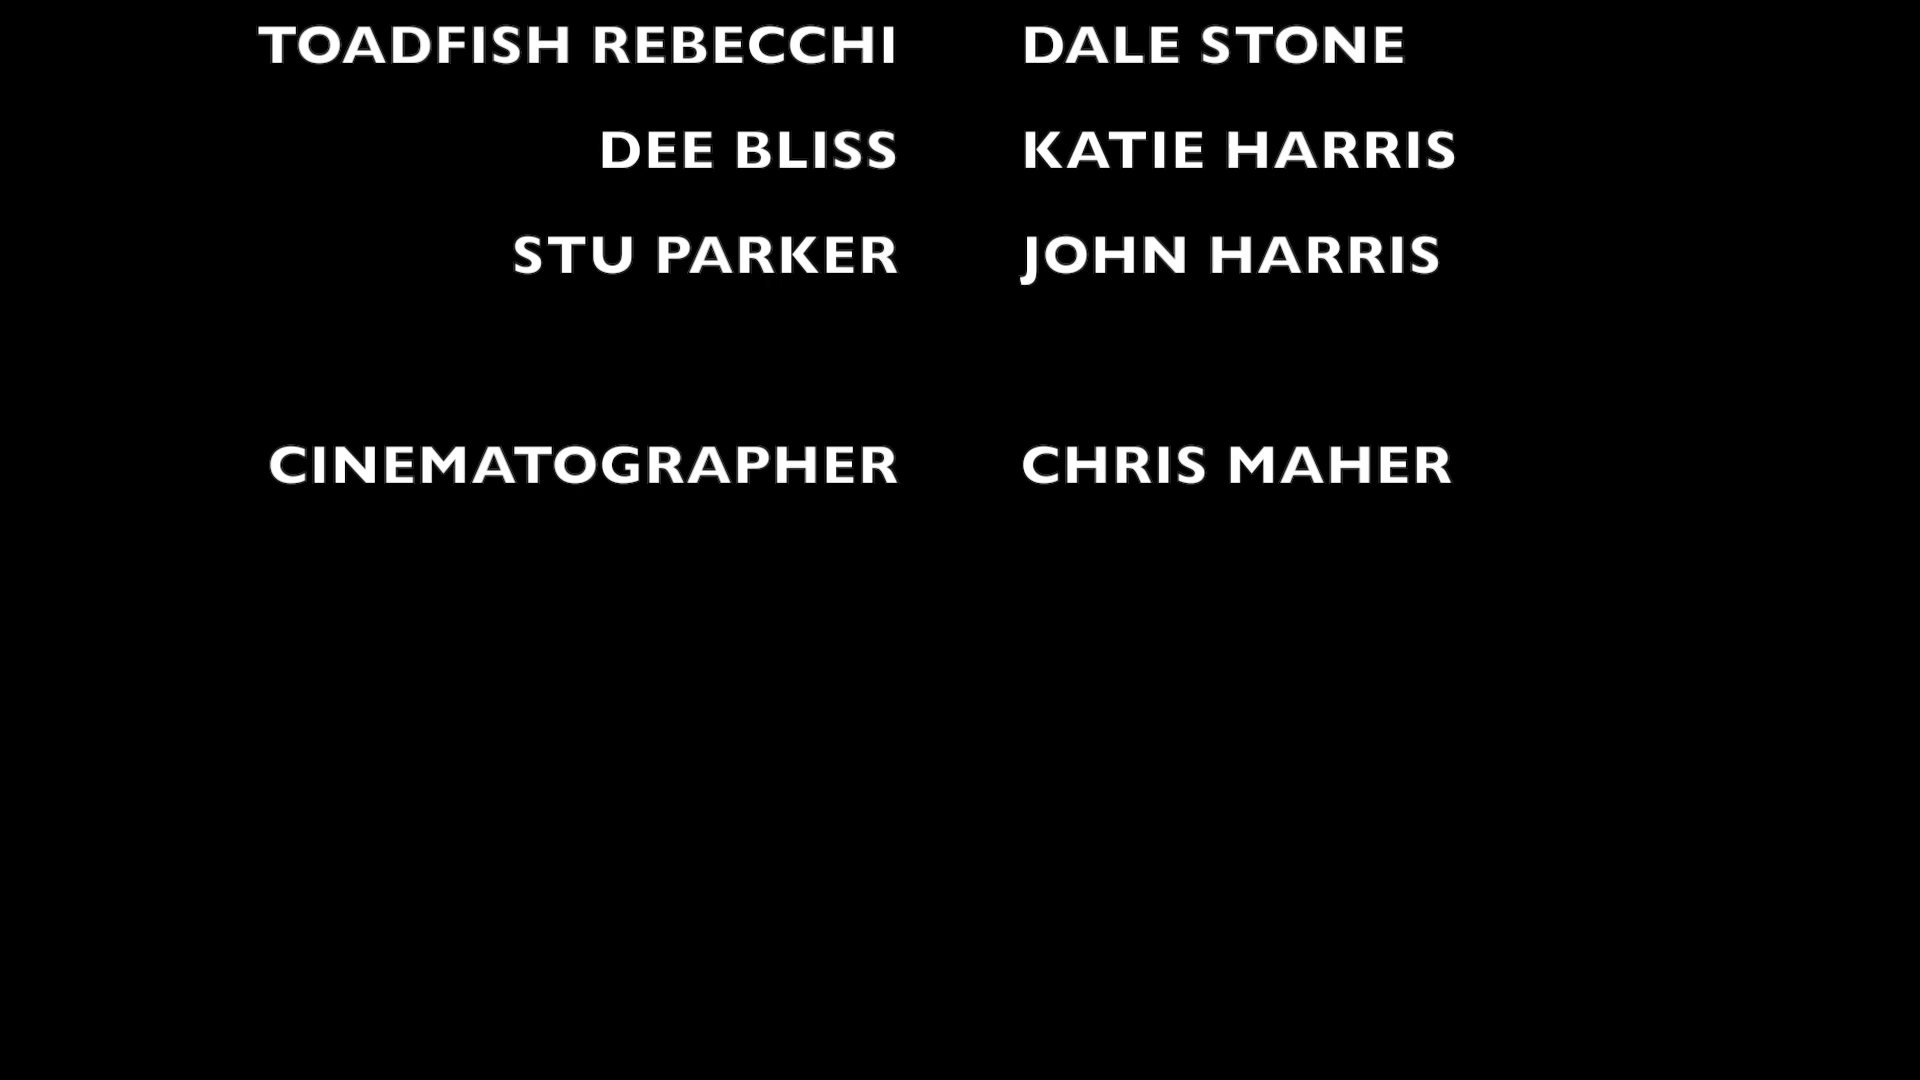 TOADFISH REBECCHI DALE STONE
DEE BLISS KATIE HARRIS
STU PARKER JOHN HARRIS
CINEMATOGRAPHER CHRIS MAHER